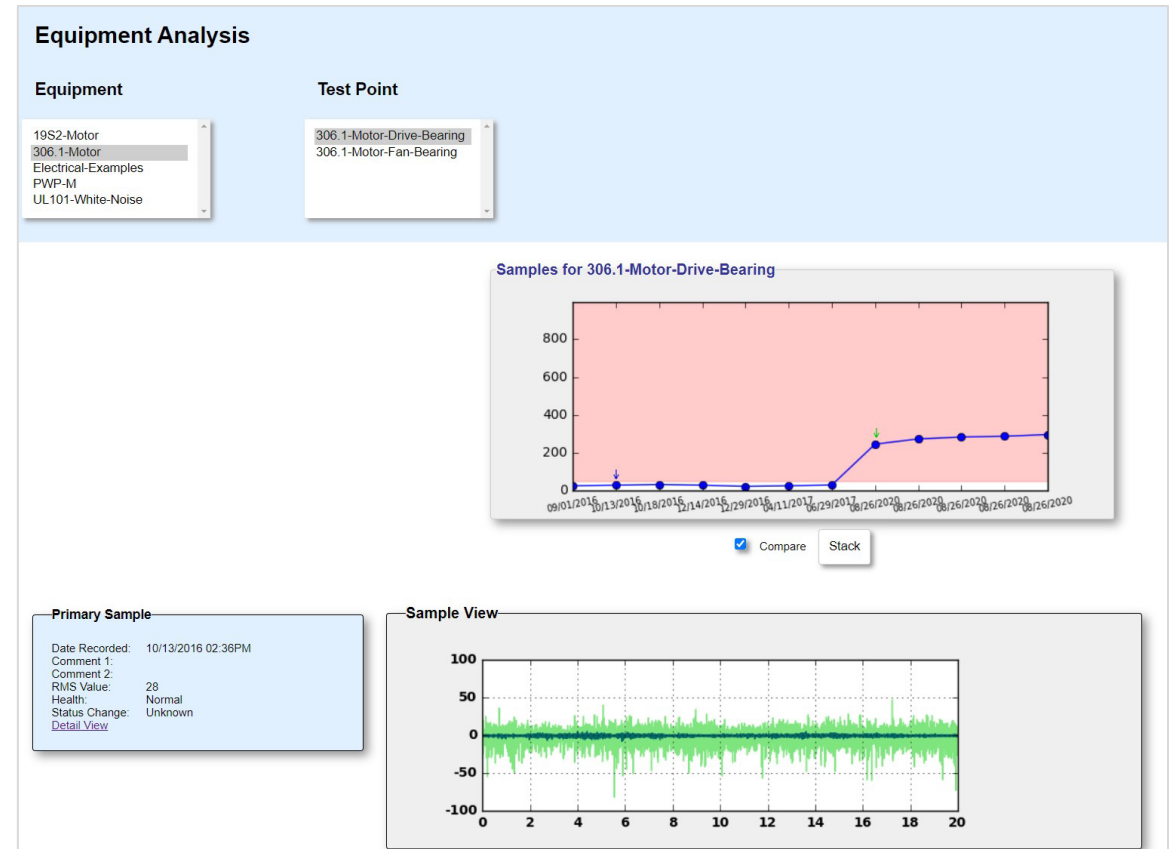 Equipment Analysis
Equipment
Test Point
19S2-Motor
306.1-Motor
Electrical-Examples
PWP-M
UL101-White-Noise
306.1-Motor-Drive-Bearing
306.1-Motor-Fan-Bearing
Samples for 306.1-Motor-Drive-Bearing
800
600
400
200
0
09/01/2016 10/13/2016 10/18/2016 12/14/2016 12/29/2016 04/11/2017 06/29/2017 08/26/2020 08/26/2020 08/26/2020 08/26/2020 08/26/2020
Compare Stack
Primary Sample
Date Recorded: 10/13/2016 02:36PM
Comment 1:
Comment 2:
RMS Value: 28
Health: Normal
Status Change: Unknown
Detail View
Sample View
100
50
0
-50
-100
0 2 4 6 8 10 12 14 16 18 20